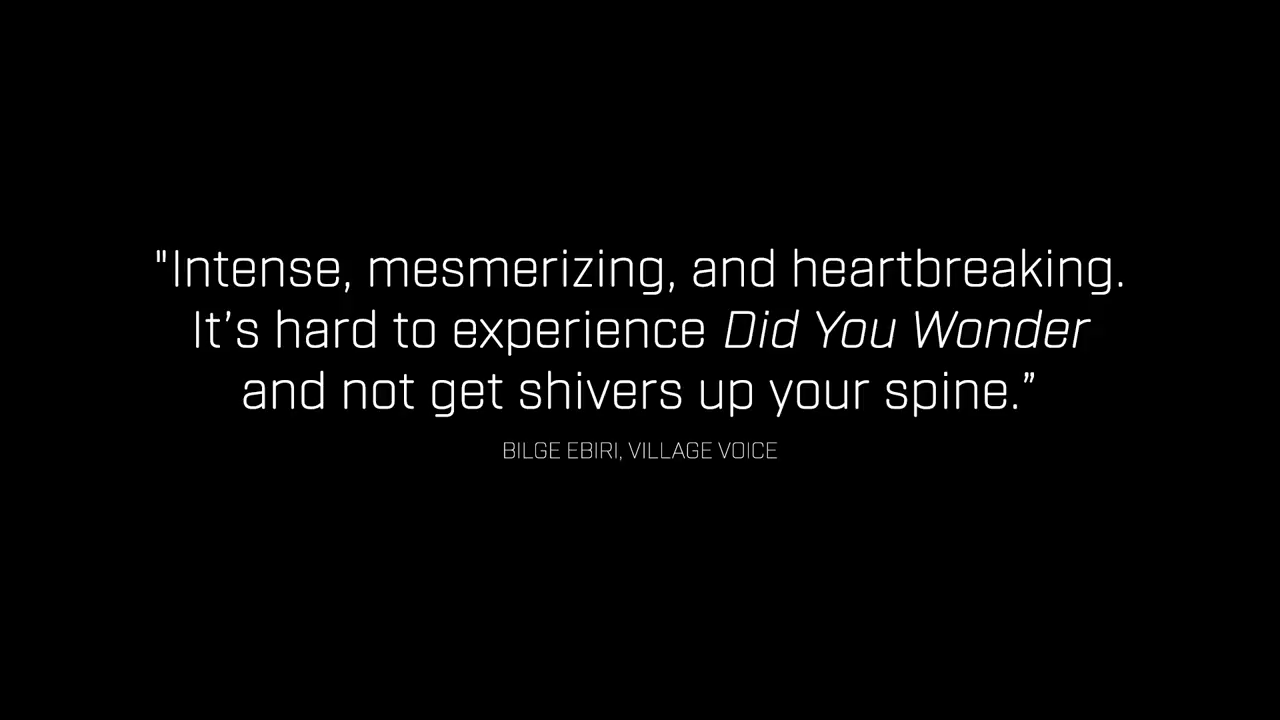 "Intense, mesmerizing, and heartbreaking.
It’s hard to experience Did You Wonder
and not get shivers up your spine.”
BILGE EBIRI, VILLAGE VOICE